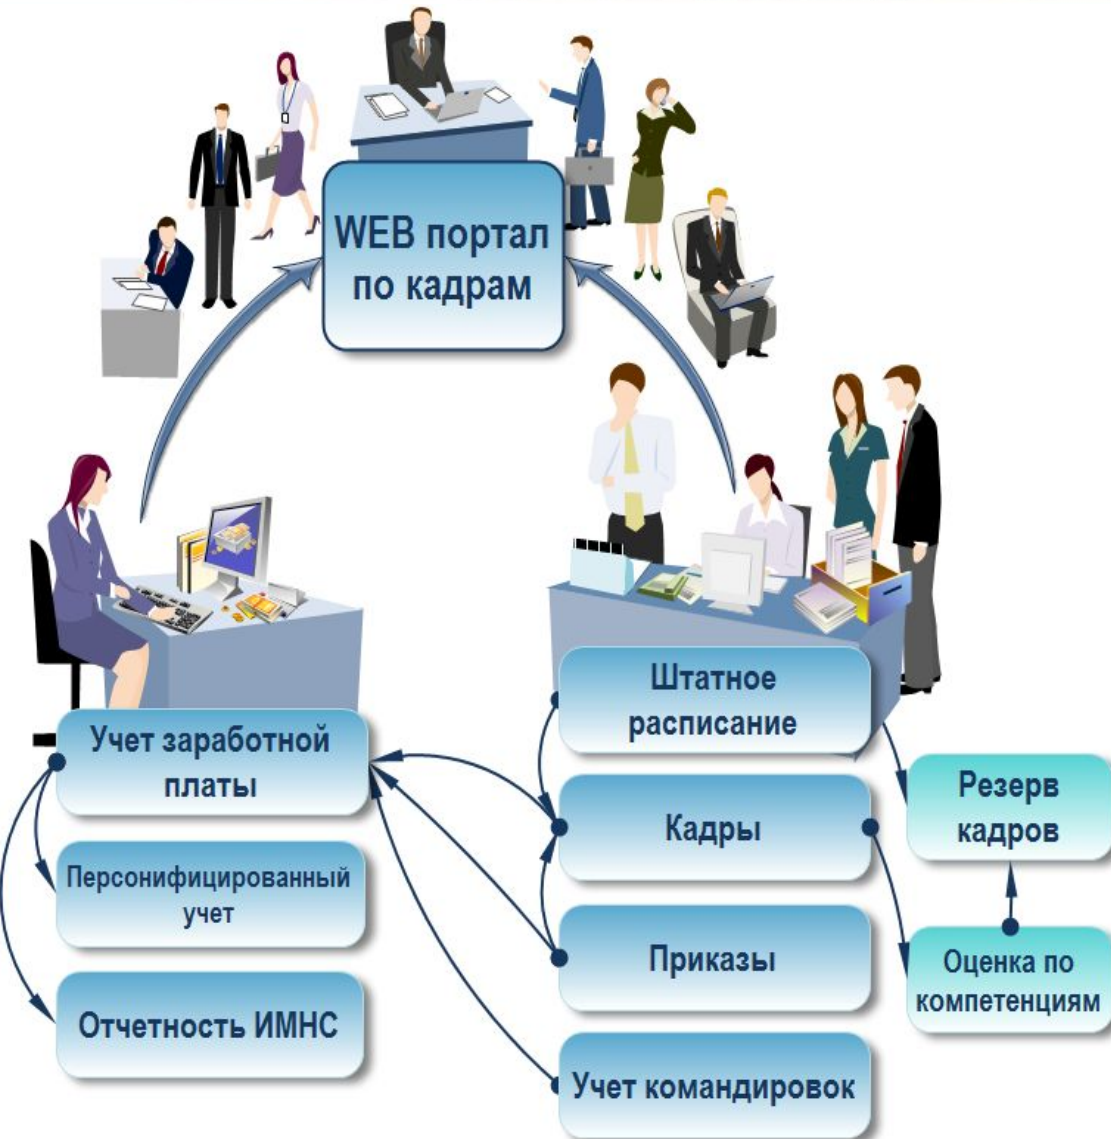 WEB портал
по кадрам
Учет заработной
платы
Персонифицированный
учет
Отчетность ИМНС
Штатное
расписание
Кадры
Приказы
Учет командировок
Резерв
кадров
Оценка по
компетенциям